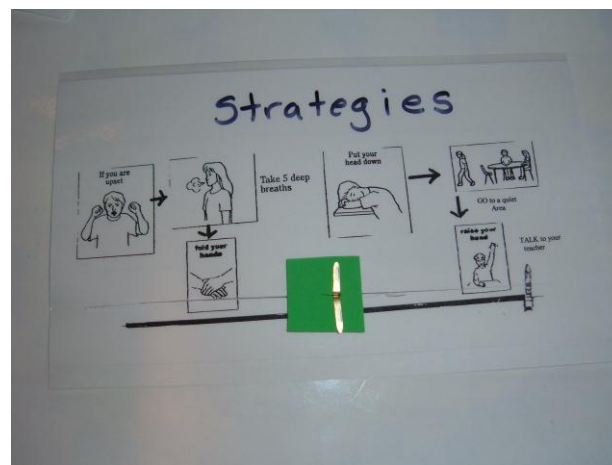 Strategies
If you are
upset
Take 5 deep
breaths
fold your
hands
Put your
head down
GO to a quiet
Area
raise your
hand
TALK to your
teacher